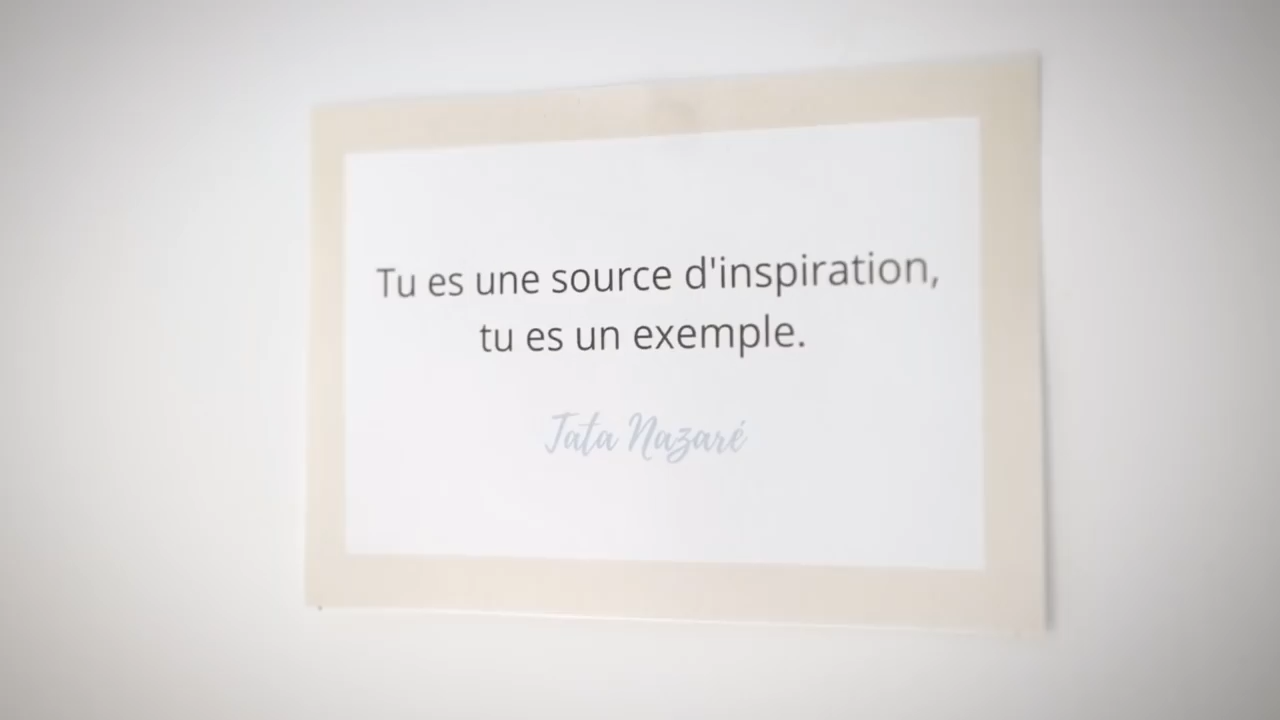 Tu es une source d'inspiration,
tu es un exemple.
Tata Nazaré